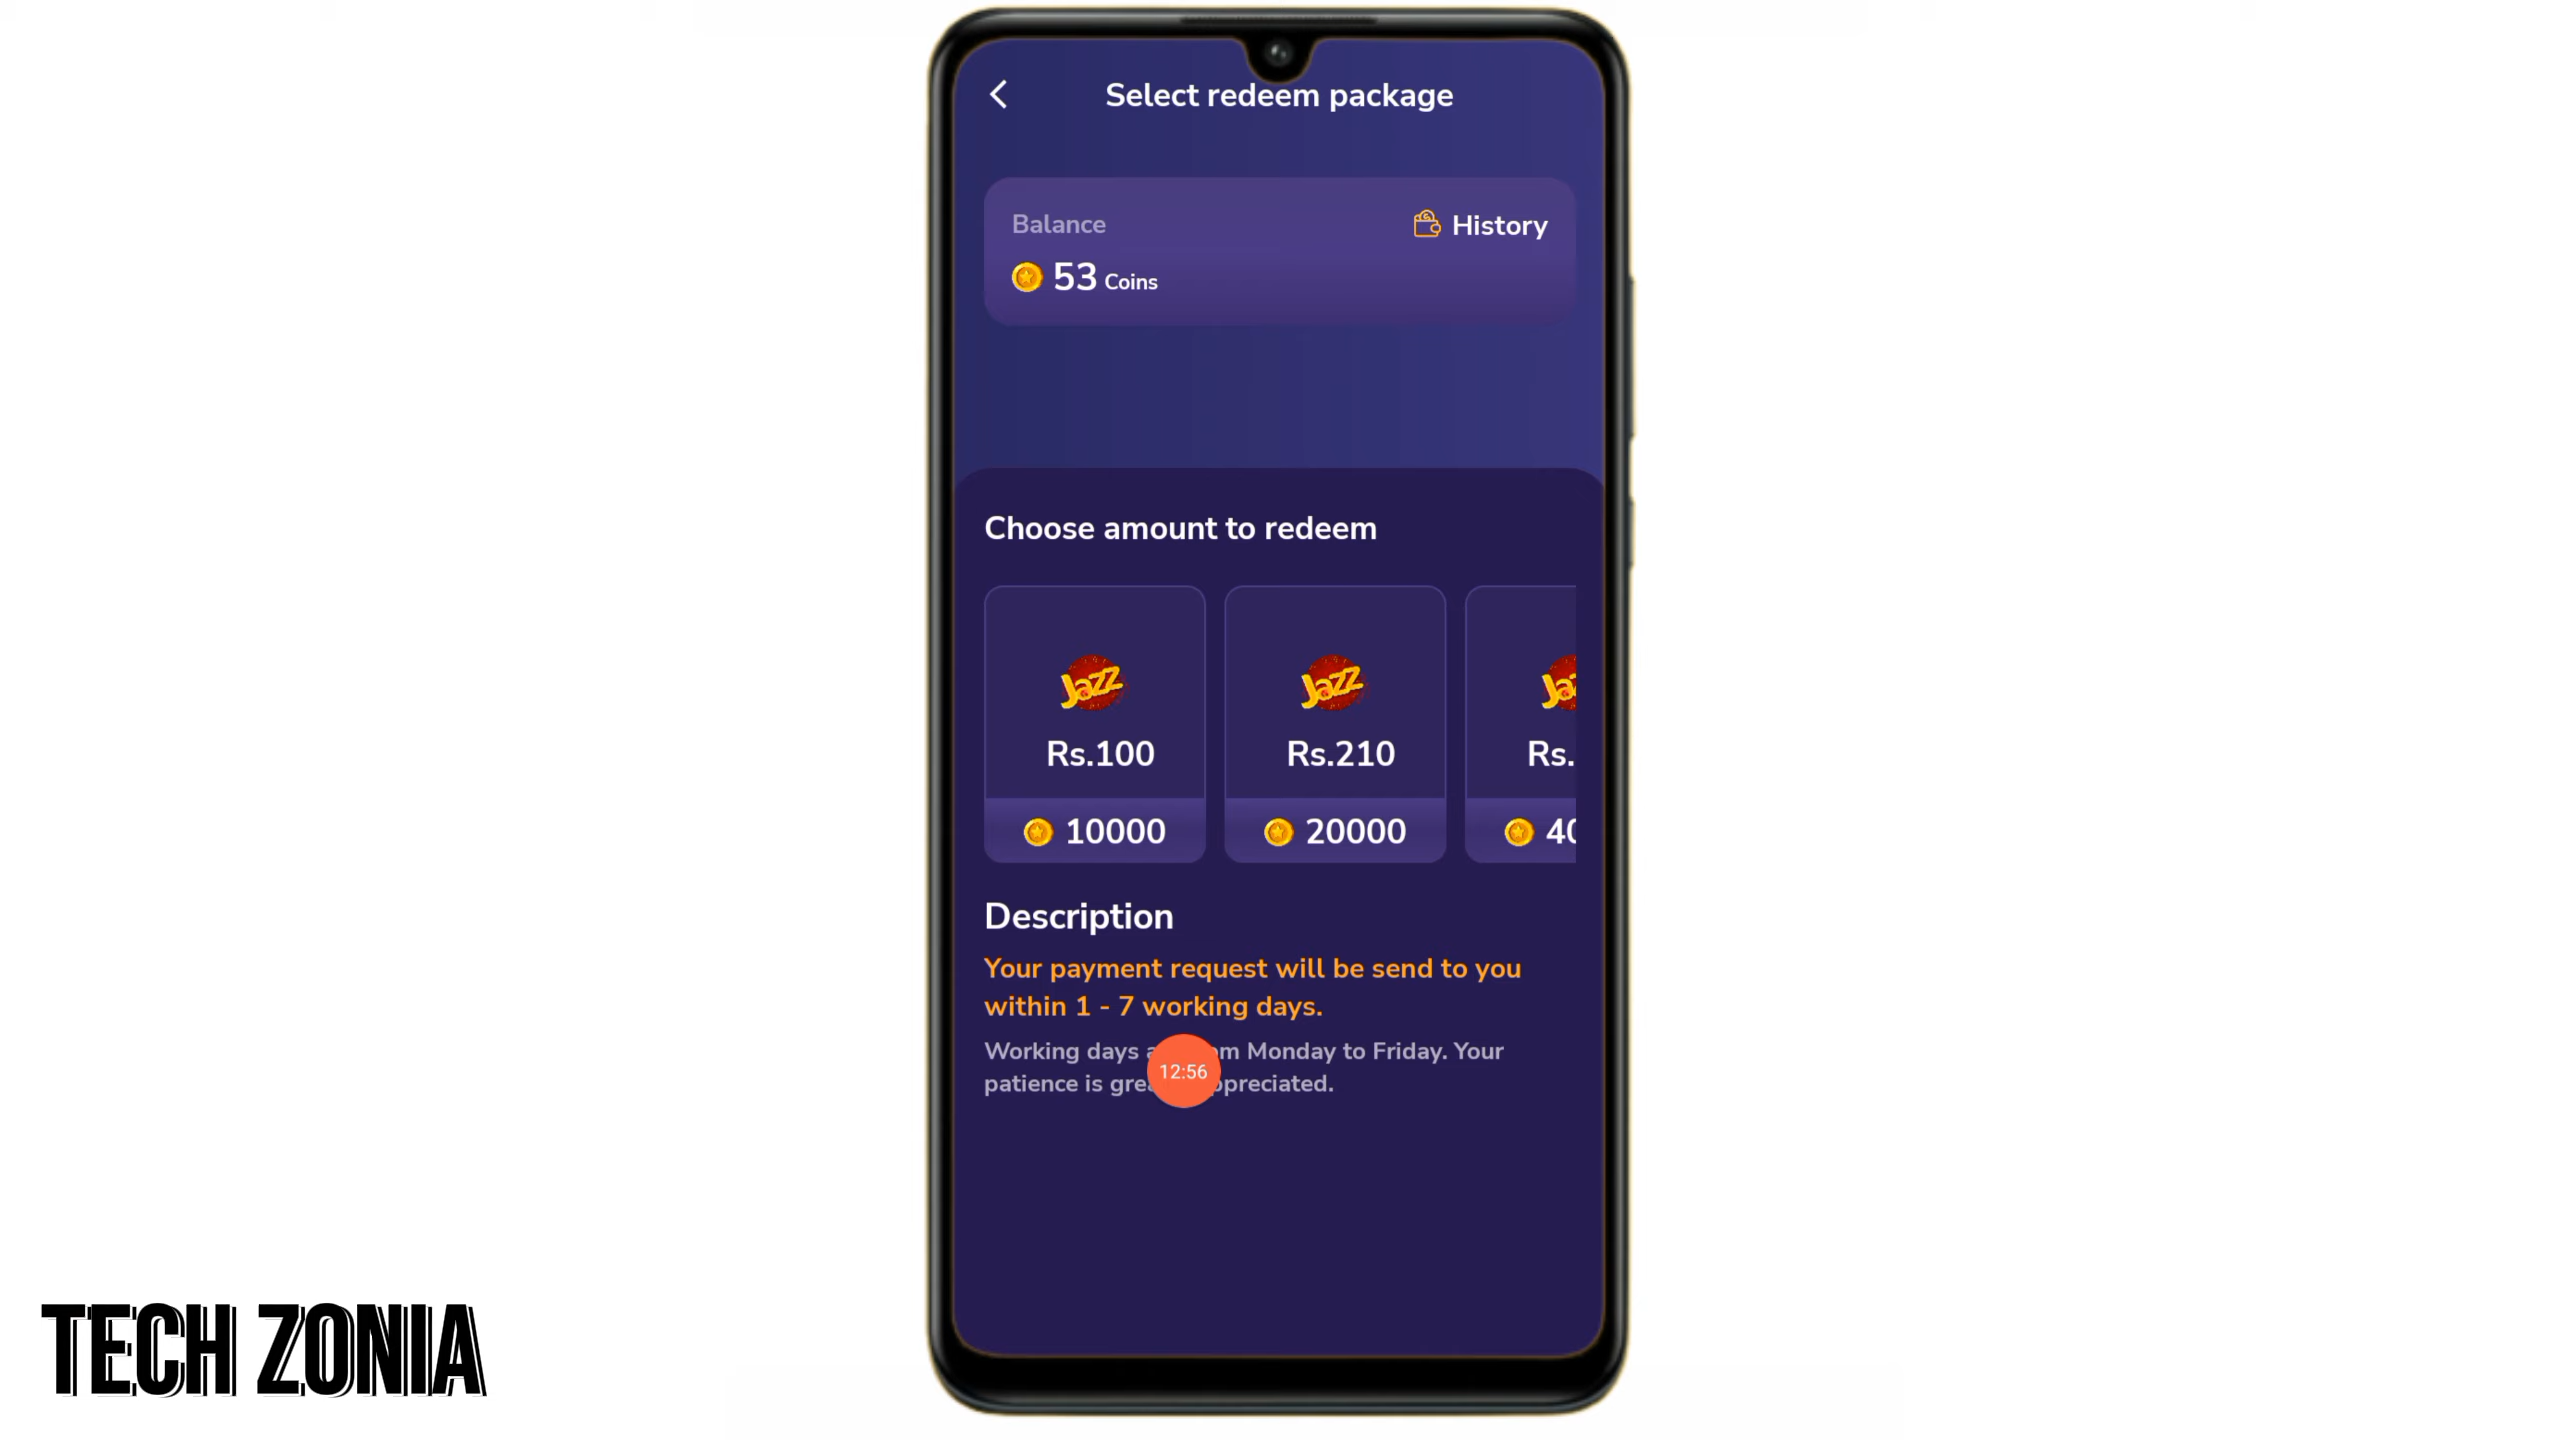 Select redeem package
Balance
History
53 Coins
Choose amount to redeem
Jazz
Jazz
Rs.100
Rs.210
Rs.
10000
20000
Description
Your payment request will be send to you
within 1 - 7 working days.
Working days Monday to Friday. Your
12:56
patience is
TECH ZONIA